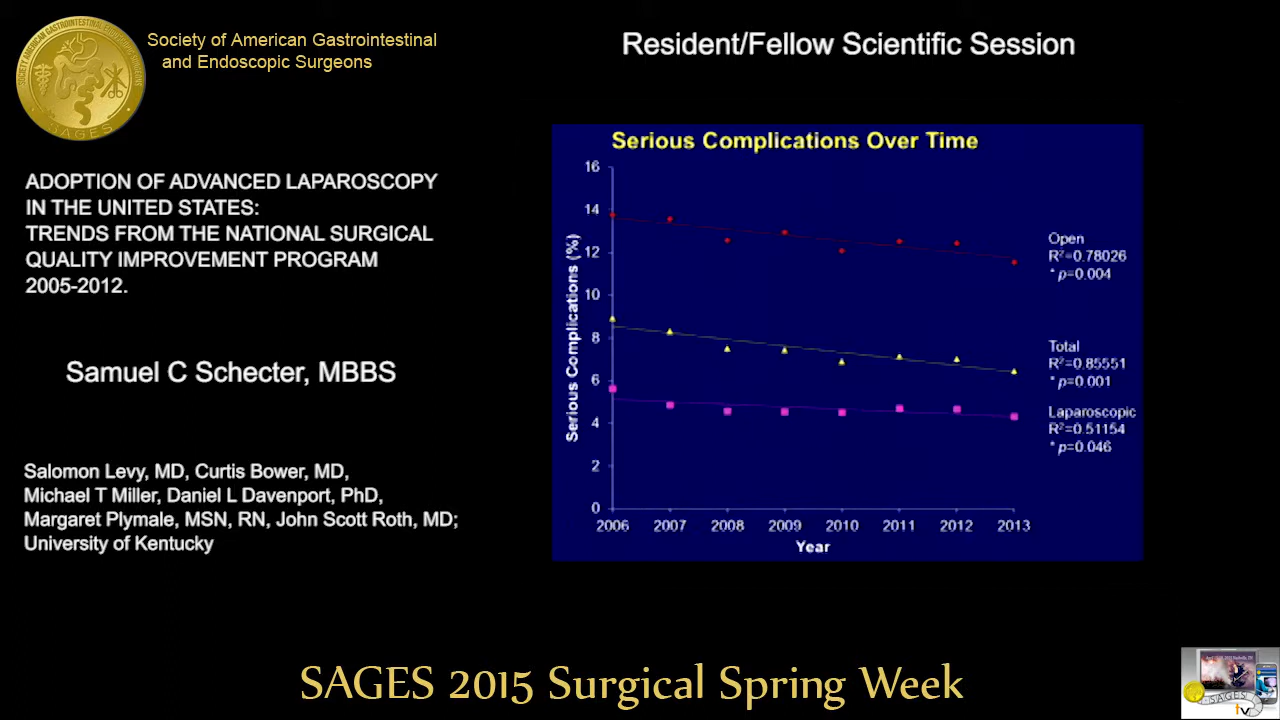 Society of American Gastrointestinal
and Endoscopic Surgeons
SAGES
Resident/Fellow Scientific Session
ADOPTION OF ADVANCED LAPAROSCOPY
IN THE UNITED STATES:
TRENDS FROM THE NATIONAL SURGICAL
QUALITY IMPROVEMENT PROGRAM
2005-2012.
Samuel C Schecter, MBBS
Salomon Levy, MD, Curtis Bower, MD,
Michael T Miller, Daniel L Davenport, PhD,
Margaret Plymale, MSN, RN, John Scott Roth, MD;
University of Kentucky
Serious Complications Over Time
Serious Complications (%)
16
14
12
10
8
6
4
2
0
2006 2007 2008 2009 2010 2011 2012 2013
Year
Open
R²=0.78026
* p=0.004
Total
R²=0.85551
* p=0.001
Laparoscopic
R²=0.51154
* p=0.046
SAGES 2015 Surgical Spring Week
SAGES
tv